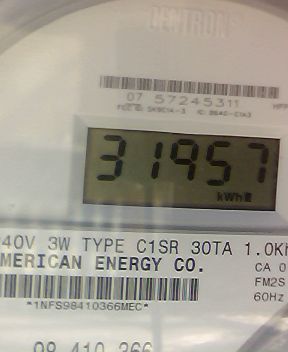 CENTRON
07 57245311
31957
kWh
40V 3W TYPE C1SR 30TA 1.0K
MERICAN ENERGY CO.
CA 0
FM2S
60Hz
*1NFS98410366MEC*
98 410 366